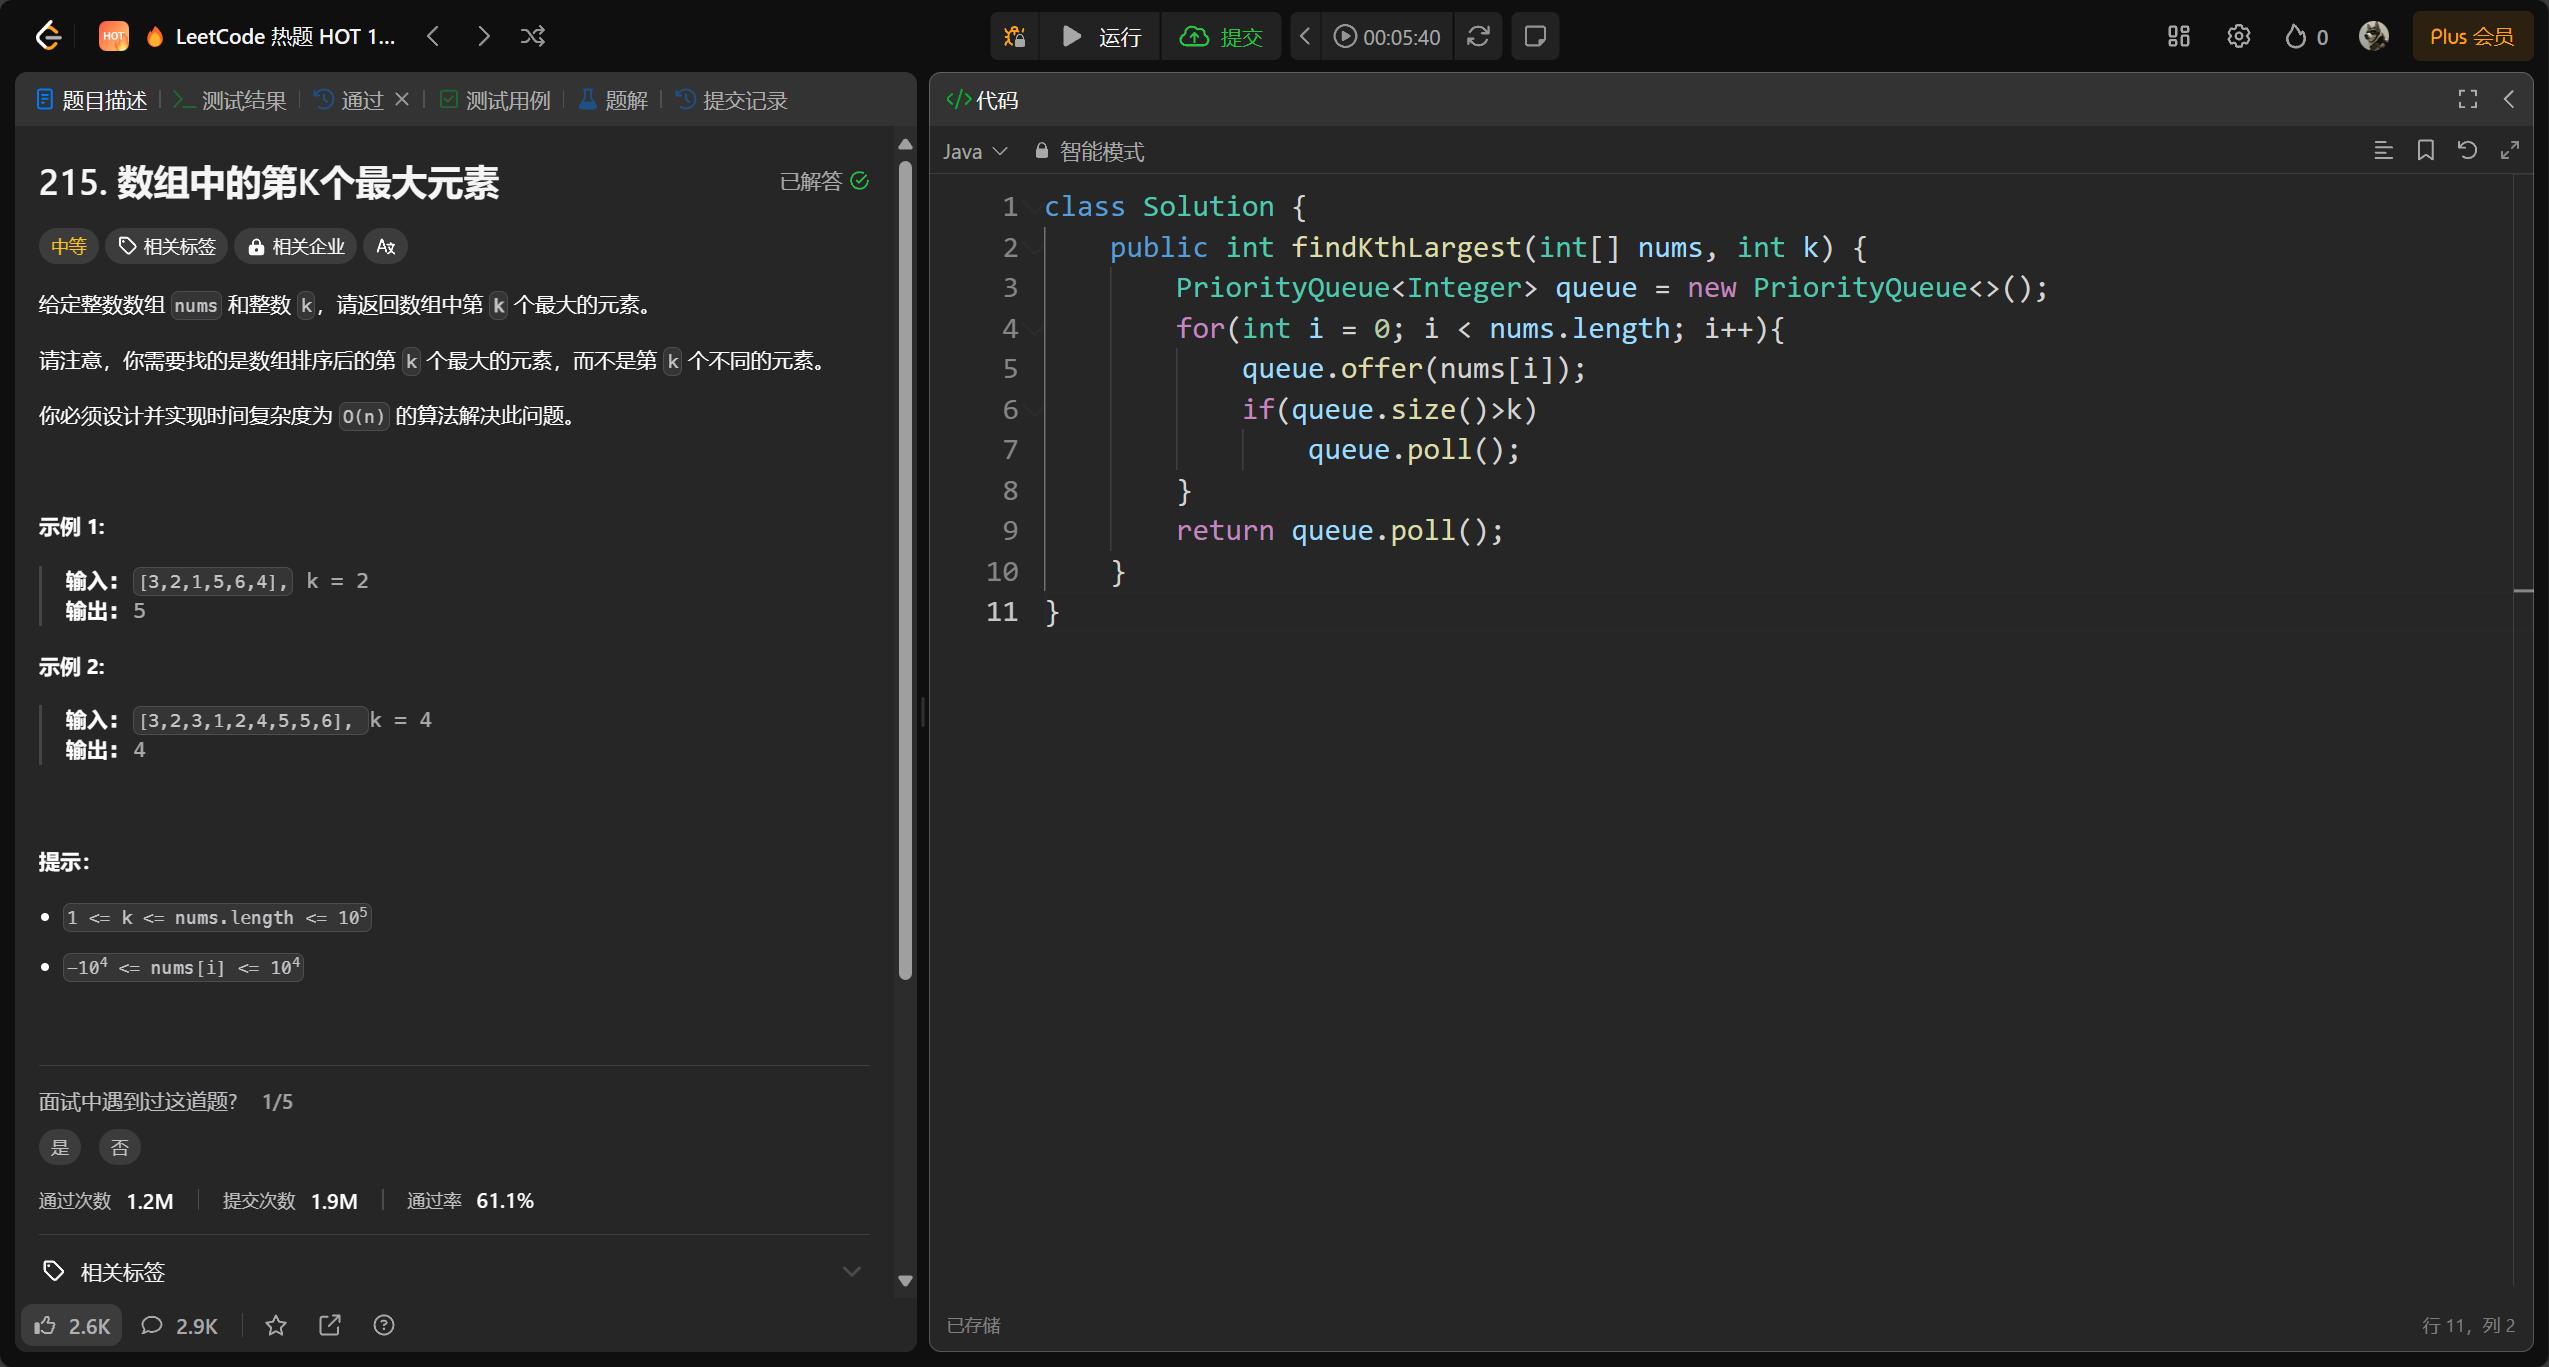 HOT LeetCode 热题 HOT 1... 运行 提交 00:05:40 0 Plus 会员
题目描述 测试结果 通过 测试用例 题解 提交记录
215. 数组中的第K个最大元素 已解答
中等 相关标签 相关企业
给定整数数组 nums 和整数 k，请返回数组中第 k 个最大的元素。
请注意，你需要找的是数组排序后的第 k 个最大的元素，而不是第 k 个不同的元素。
你必须设计并实现时间复杂度为 O(n) 的算法解决此问题。
示例 1:
输入: [3,2,1,5,6,4], k = 2
输出: 5
示例 2:
输入: [3,2,3,1,2,4,5,5,6], k = 4
输出: 4
提示：
1 <= k <= nums.length <= 10⁵
-10⁴ <= nums[i] <= 10⁴
面试中遇到过这道题? 1/5
是 否
通过次数 1.2M 提交次数 1.9M 通过率 61.1%
相关标签
2.6K 2.9K
</> 代码
Java 智能模式
1 class Solution {
2     public int findKthLargest(int[] nums, int k) {
3         PriorityQueue<Integer> queue = new PriorityQueue<>();
4         for(int i = 0; i < nums.length; i++){
5             queue.offer(nums[i]);
6             if(queue.size()>k)
7                 queue.poll();
8         }
9         return queue.poll();
10     }
11 }
已存储 行 11，列 2